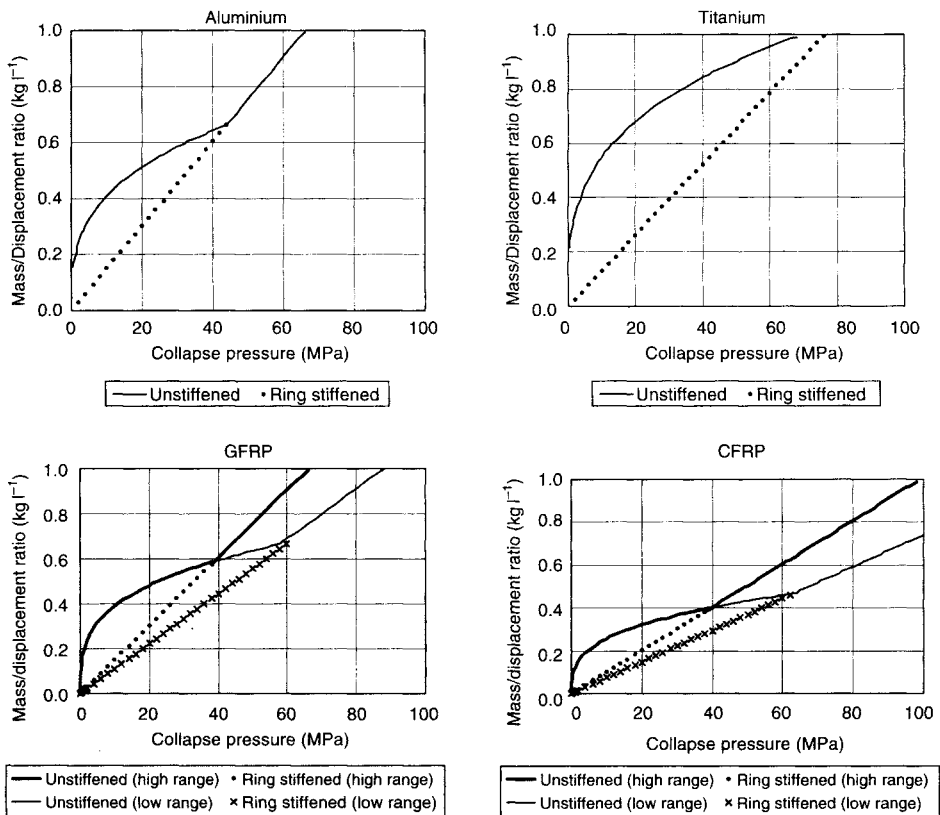 Aluminium
Mass/Displacement ratio (kg l⁻¹)
1.0
0.8
0.6
0.4
0.2
0.0
0 20 40 60 80 100
Collapse pressure (MPa)
Unstiffened Ring stiffened
Titanium
Mass/Displacement ratio (kg l⁻¹)
1.0
0.8
0.6
0.4
0.2
0.0
0 20 40 60 80 100
Collapse pressure (MPa)
Unstiffened Ring stiffened
GFRP
Mass/displacement ratio (kg l⁻¹)
1.0
0.8
0.6
0.4
0.2
0.0
0 20 40 60 80 100
Collapse pressure (MPa)
Unstiffened (high range) Ring stiffened (high range)
Unstiffened (low range) Ring stiffened (low range)
CFRP
Mass/displacement ratio (kg l⁻¹)
1.0
0.8
0.6
0.4
0.2
0.0
0 20 40 60 80 100
Collapse pressure (MPa)
Unstiffened (high range) Ring stiffened (high range)
Unstiffened (low range) Ring stiffened (low range)